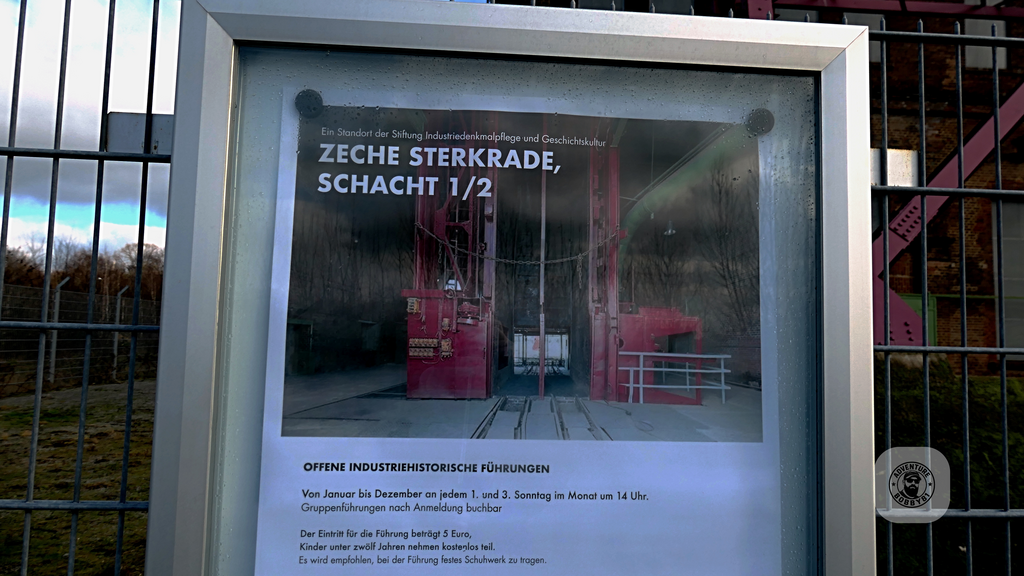 Ein Standort der Stiftung Industriedenkmalpflege und Geschichtskultur
ZECHE STERKRADE,
SCHACHT 1/2
OFFENE INDUSTRIEHISTORISCHE FÜHRUNGEN
Von Januar bis Dezember an jedem 1. und 3. Sonntag im Monat um 14 Uhr.
Gruppenführungen nach Anmeldung buchbar
Der Eintritt für die Führung beträgt 5 Euro,
Kinder unter zwölf Jahren nehmen kostenlos teil.
Es wird empfohlen, bei der Führung festes Schuhwerk zu tragen.
ADVENTURE
BOBBY81